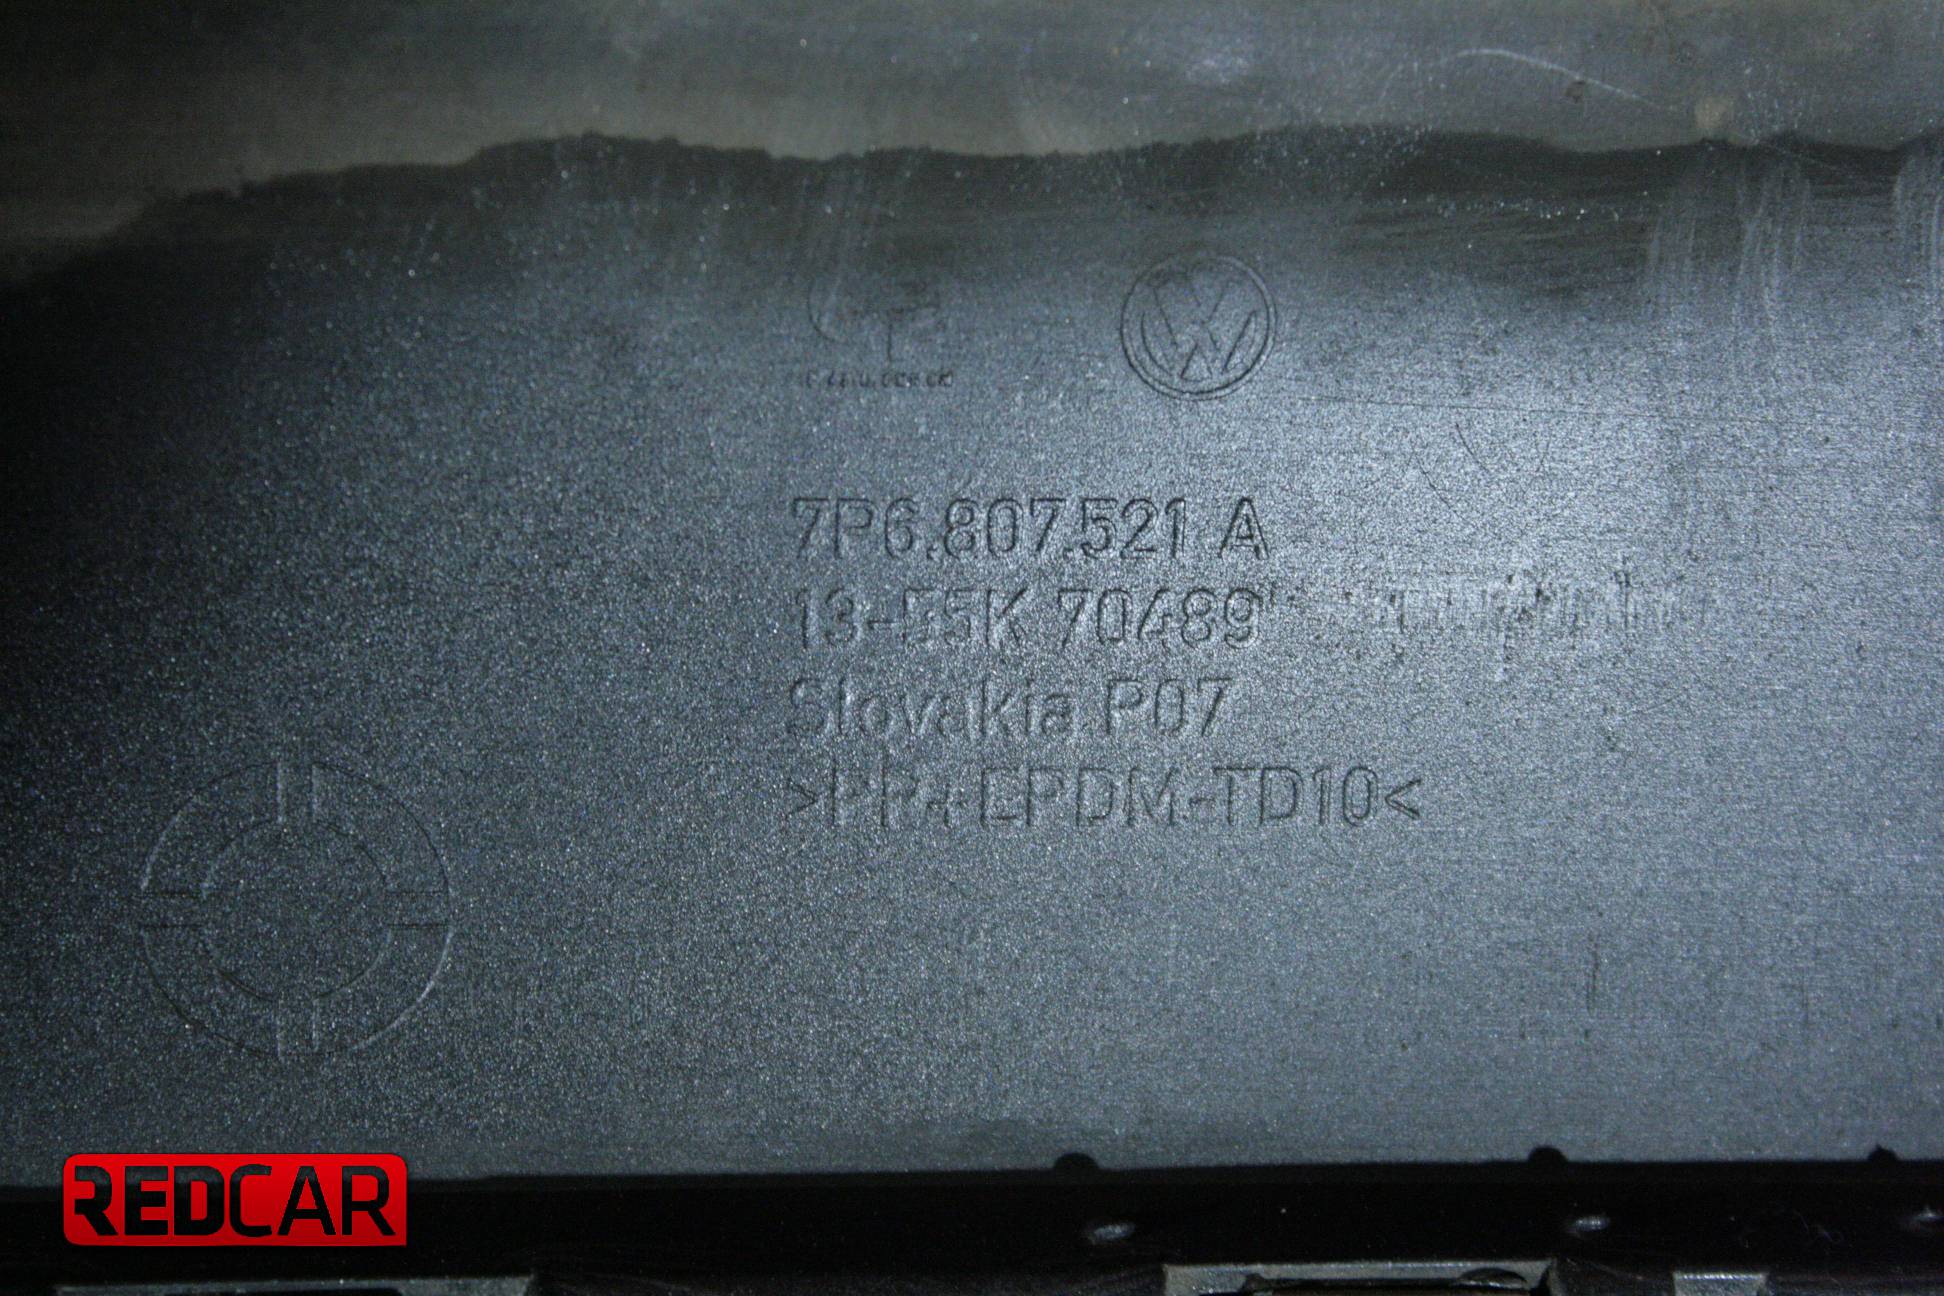 7P6.807.521 A
13-55K 70489
Slovakia P07
>PP+EPDM-TD10<
REDCAR